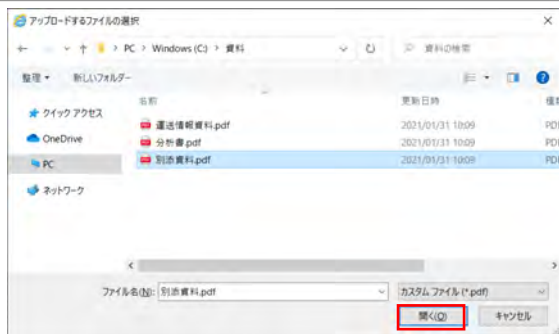 アップロードするファイルの選択
PC > Windows (C:) > 資料
資料の検索
整理
新しいフォルダー
名前
更新日時
種類
クイック アクセス
OneDrive
PC
ネットワーク
運送情報資料.pdf
2021/01/31 10:09
PD
分析書.pdf
2021/01/31 10:09
PD
別添資料.pdf
2021/01/31 10:09
PD
ファイル名(N):
別添資料.pdf
カスタム ファイル (*.pdf)
開く(O)
キャンセル